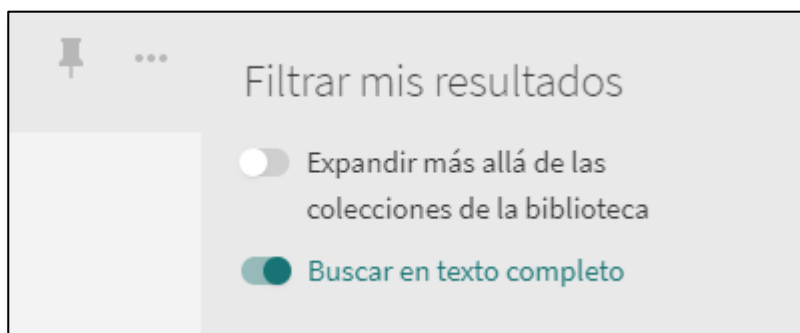 Filtrar mis resultados
Expandir más allá de las
colecciones de la biblioteca
Buscar en texto completo